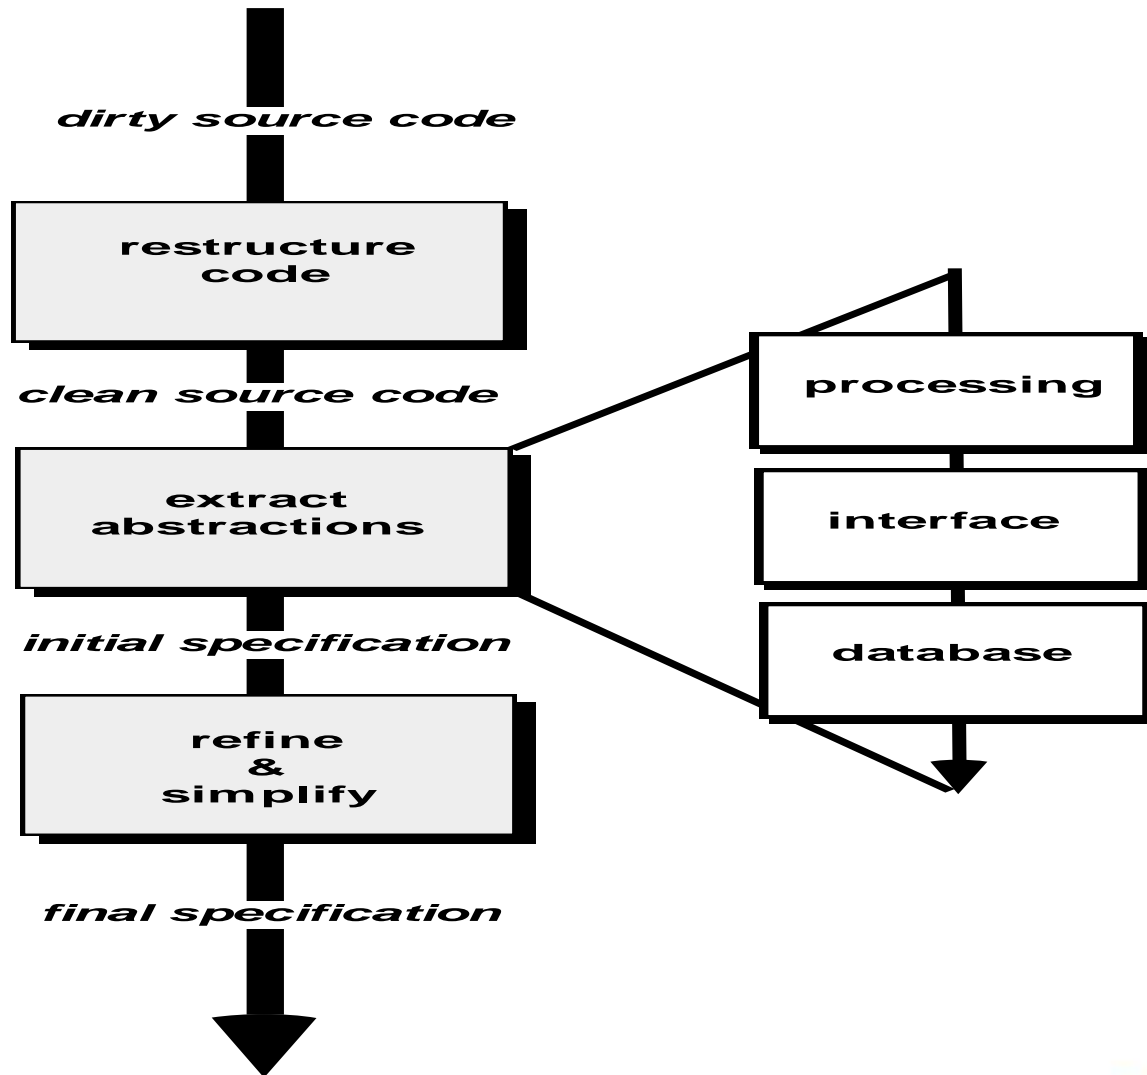 dirty source code
restructure
code
clean source code
extract
abstractions
initial specification
refine
&
simplify
final specification
processing
interface
database